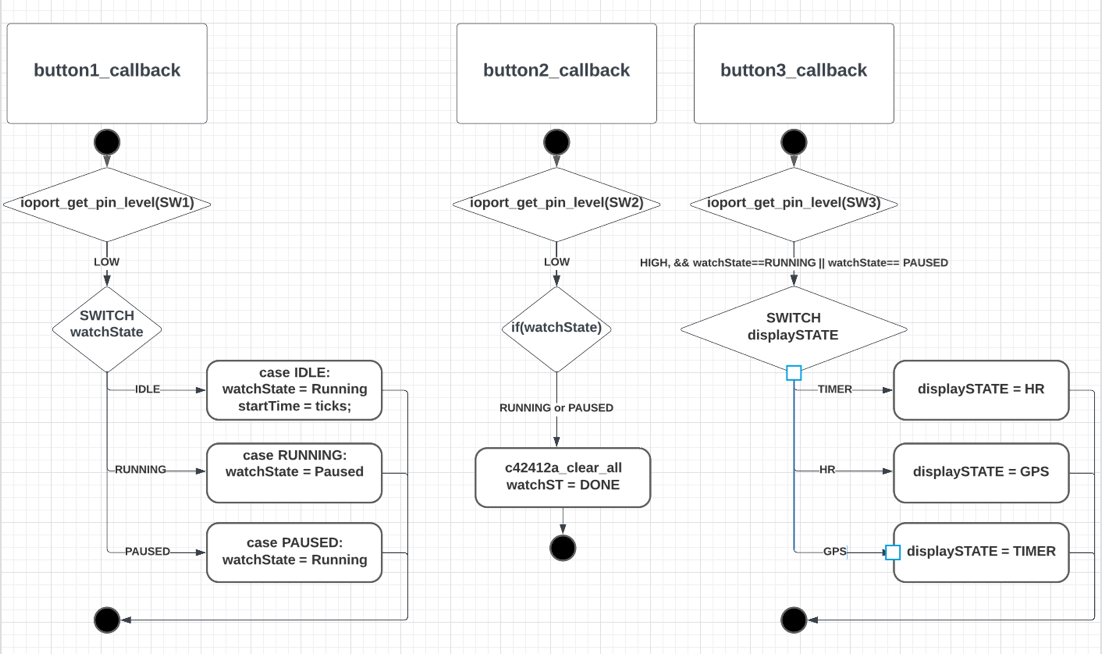 button1_callback
ioport_get_pin_level(SW1)
LOW
SWITCH
watchState
IDLE
case IDLE:
watchState = Running
startTime = ticks;
RUNNING
case RUNNING:
watchState = Paused
PAUSED
case PAUSED:
watchState = Running
button2_callback
ioport_get_pin_level(SW2)
LOW
if(watchState)
RUNNING or PAUSED
c42412a_clear_all
watchST = DONE
button3_callback
ioport_get_pin_level(SW3)
HIGH, && watchState==RUNNING || watchState== PAUSED
SWITCH
displaySTATE
TIMER
displaySTATE = HR
HR
displaySTATE = GPS
GPS
displaySTATE = TIMER